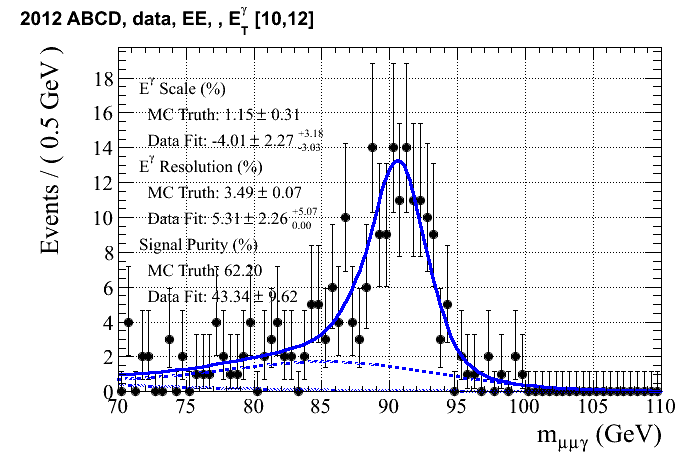 2012 ABCD, data, EE, , E_T^γ [10,12]
Events / ( 0.5 GeV )
18
16
14
12
10
8
6
4
2
0
E^γ Scale (%)
MC Truth: 1.15 ± 0.31
Data Fit: -4.01 ± 2.27 +3.18 -3.03
E^γ Resolution (%)
MC Truth: 3.49 ± 0.07
Data Fit: 5.31 ± 2.26 +5.07 0.00
Signal Purity (%)
MC Truth: 62.20
Data Fit: 43.34 ± 9.62
70 75 80 85 90 95 100 105 110
m_μμγ (GeV)